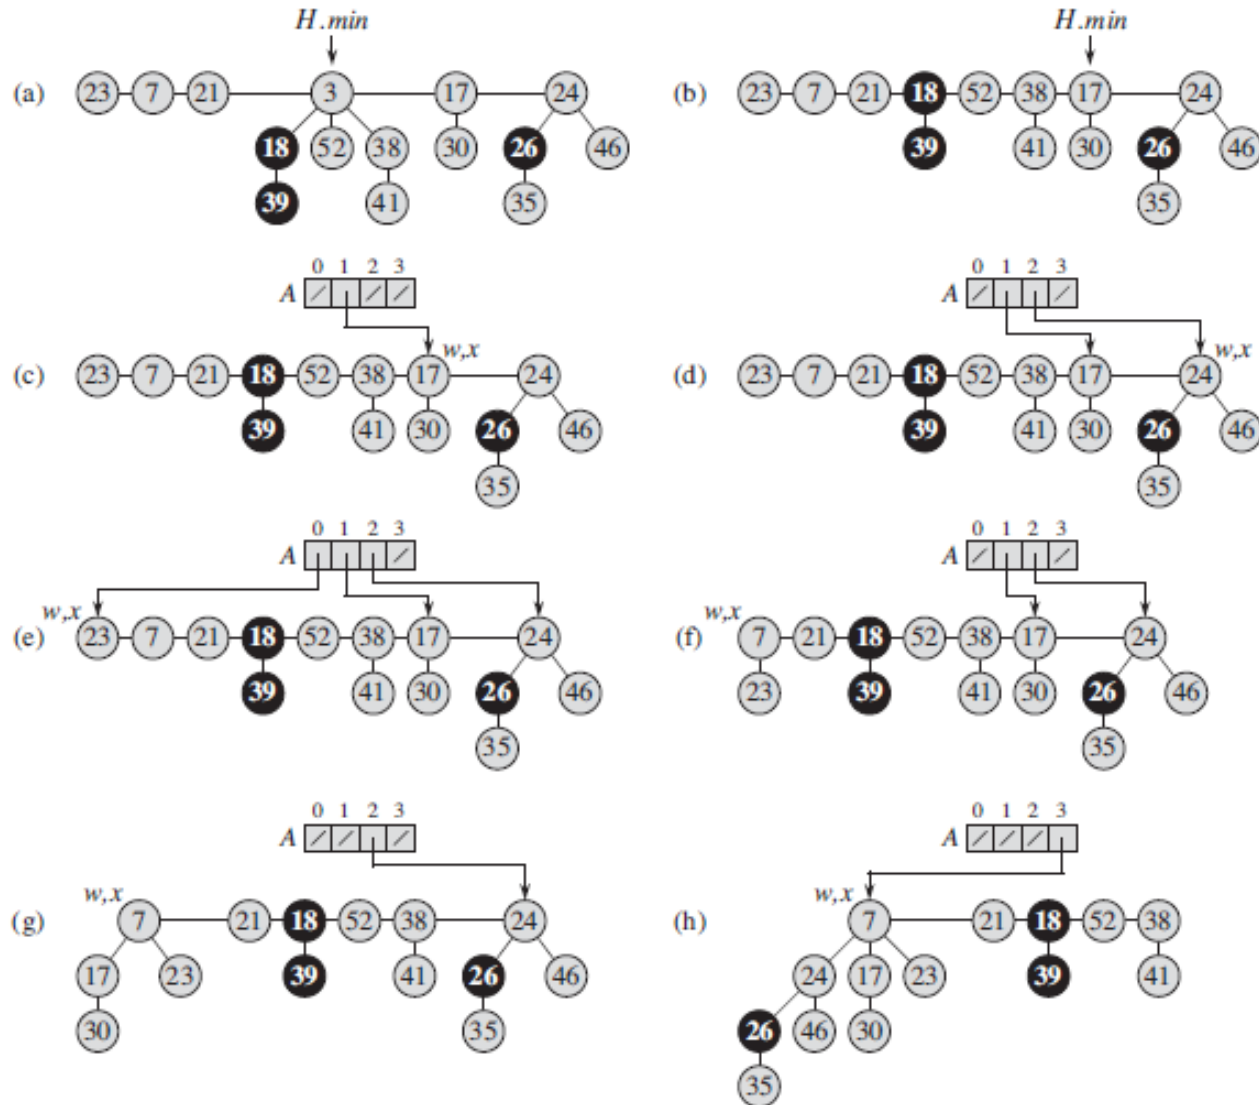 H.min H.min
(a) 23 7 21 3 17 24 (b) 23 7 21 18 52 38 17 24
18 52 38 30 26 46 39 41 30 26 46
39 41 35 35
0 1 2 3 0 1 2 3
A A
w,x w,x
(c) 23 7 21 18 52 38 17 24 (d) 23 7 21 18 52 38 17 24
39 41 30 26 46 39 41 30 26 46
35 35
0 1 2 3 0 1 2 3
A A
w,x w,x
(e) 23 7 21 18 52 38 17 24 (f) 7 21 18 52 38 17 24
39 41 30 26 46 23 39 41 30 26 46
35 35
0 1 2 3 0 1 2 3
A A
w,x w,x
(g) 7 21 18 52 38 24 (h) 7 21 18 52 38
17 23 39 41 26 46 24 17 23 39 41
30 35 26 46 30
35